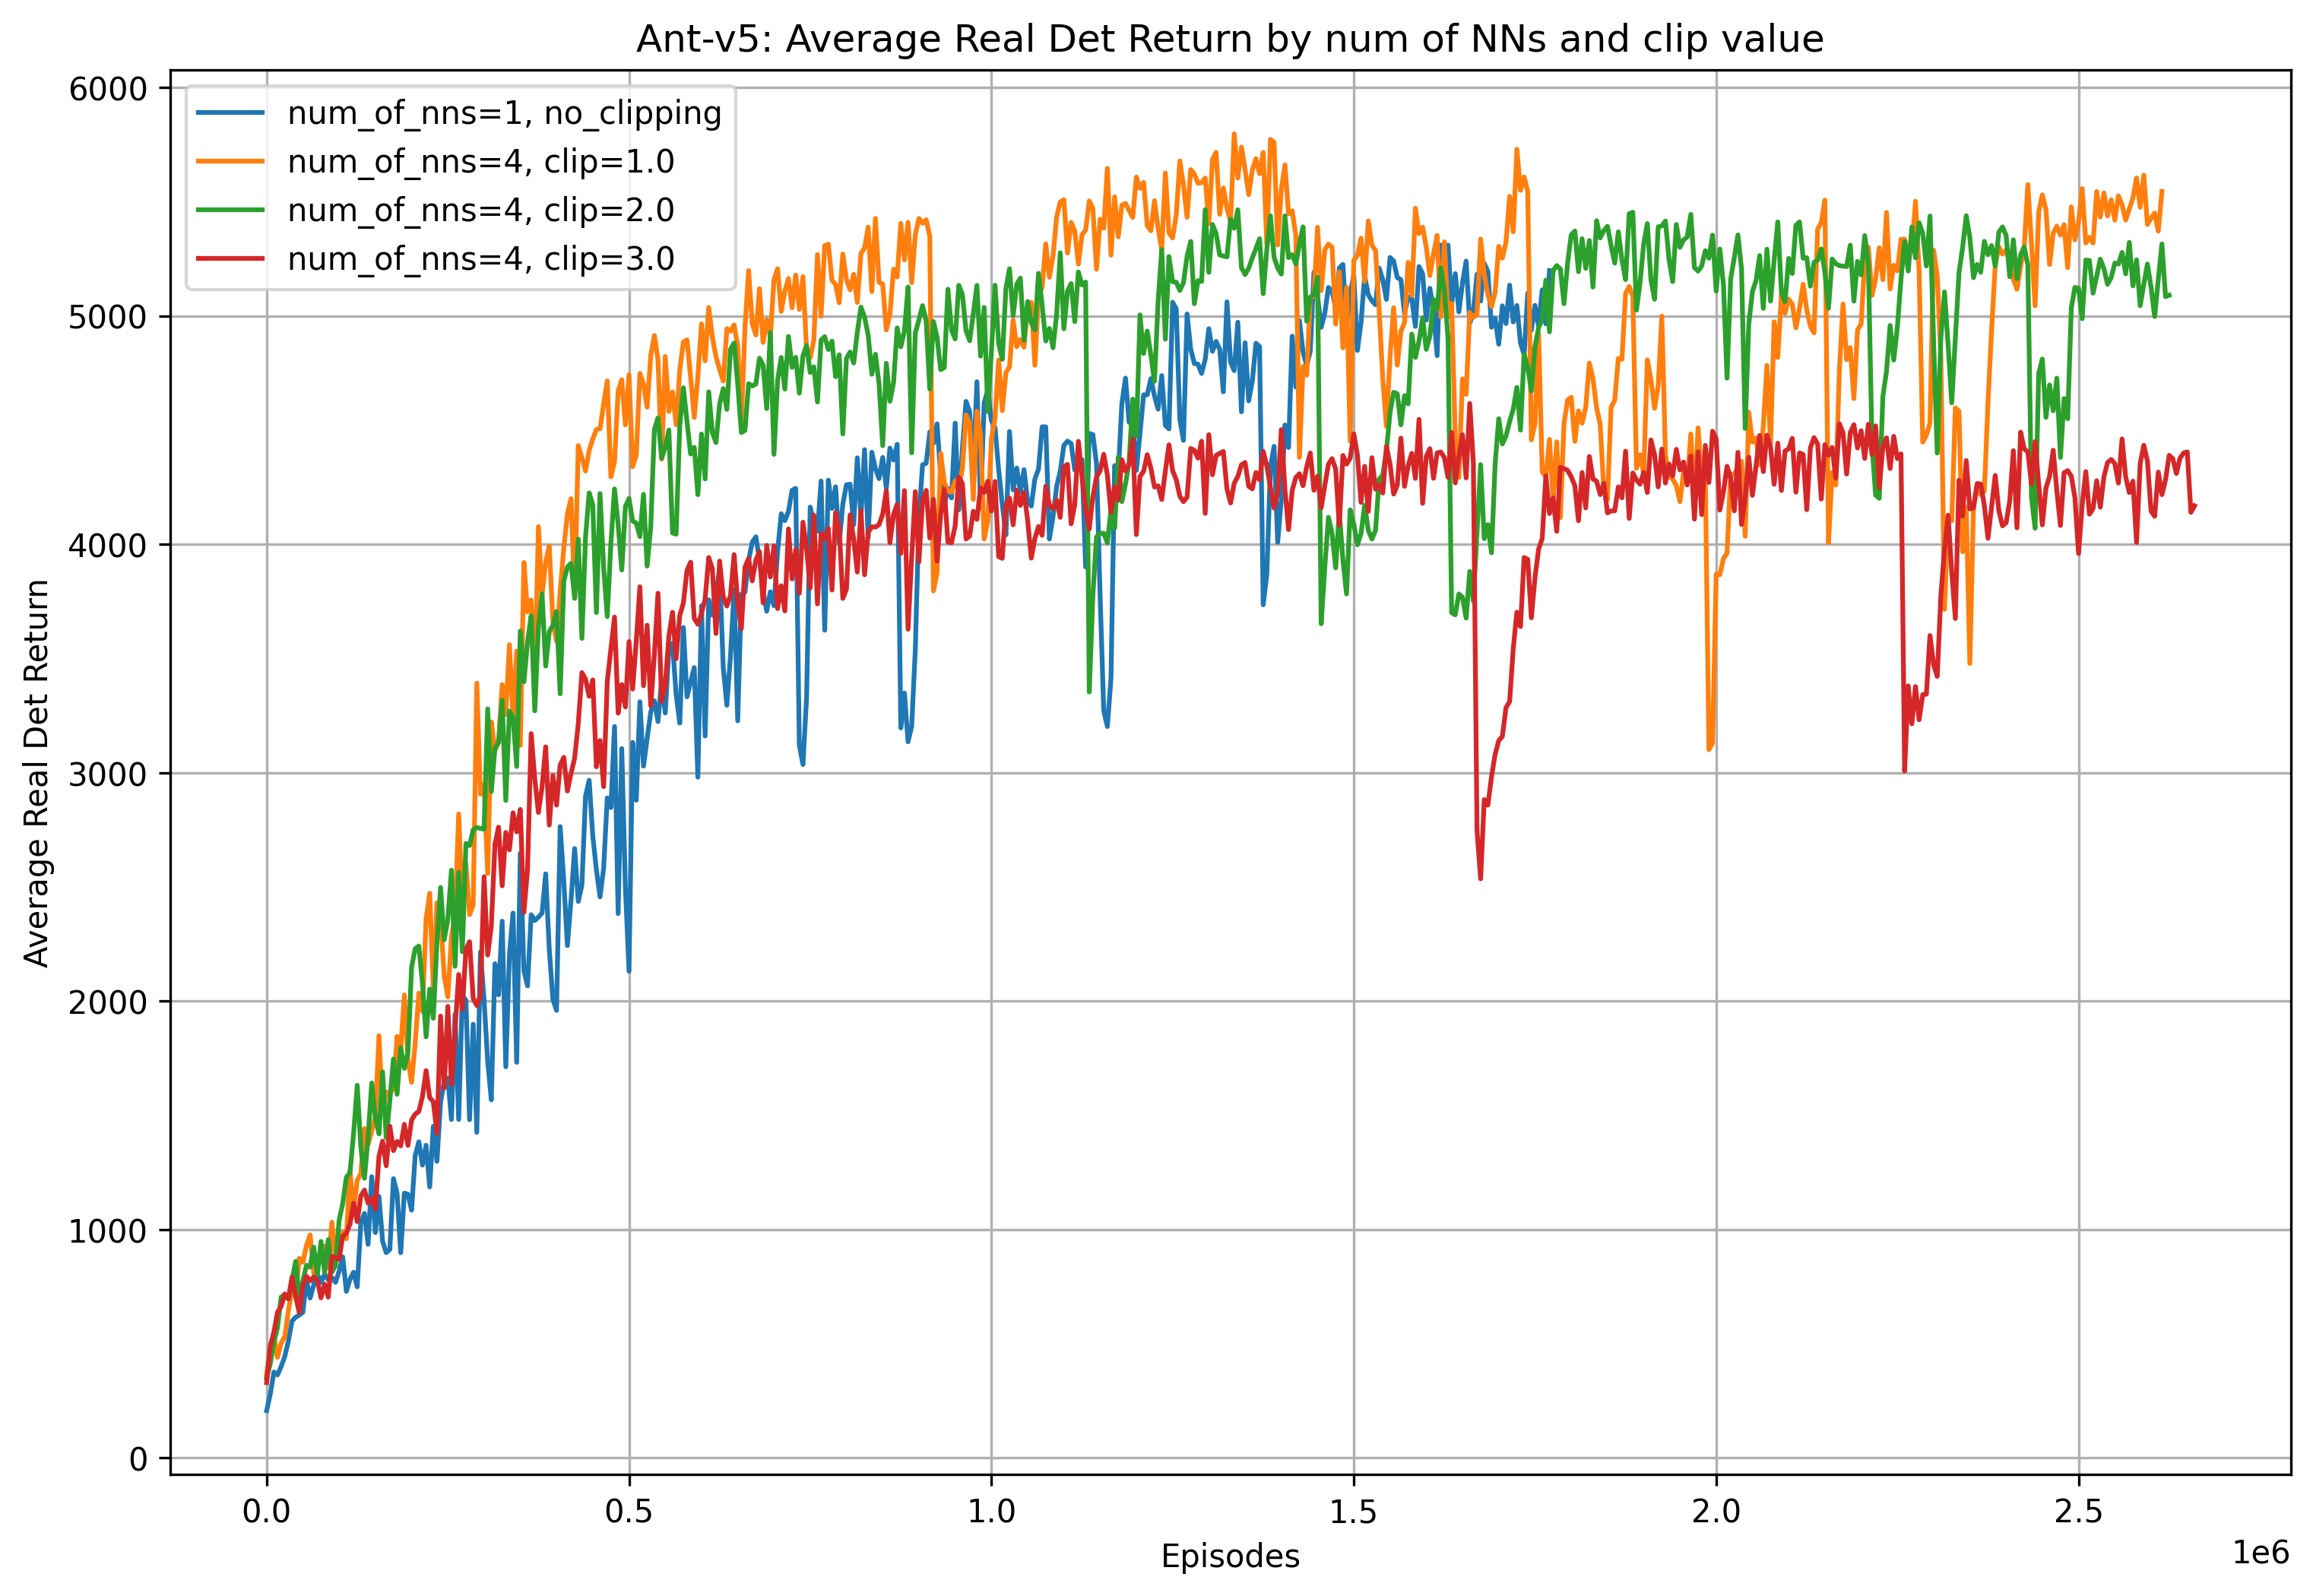 Ant-v5: Average Real Det Return by num of NNs and clip value
num_of_nns=1, no_clipping
num_of_nns=4, clip=1.0
num_of_nns=4, clip=2.0
num_of_nns=4, clip=3.0
Average Real Det Return
6000
5000
4000
3000
2000
1000
0
0.0 0.5 1.0 1.5 2.0 2.5
1e6
Episodes